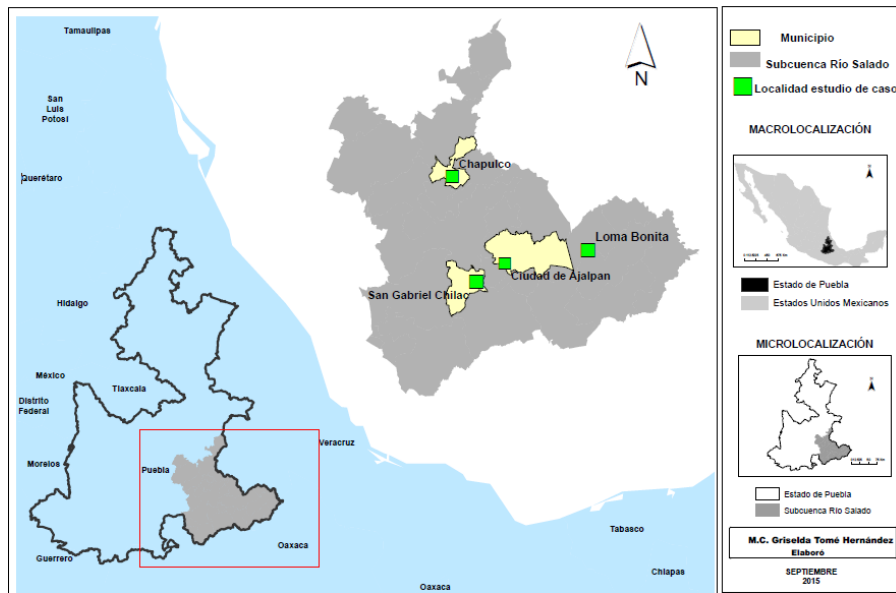 Tamaulipas
San
Luis
Potosí
Querétaro
Hidalgo
México
Tlaxcala
Distrito
Federal
Morelos
Puebla
Veracruz
Guerrero
Oaxaca
Oaxaca
Tabasco
Chiapas
N
Chapulco
Loma Bonita
Ciudad de Ajalpan
San Gabriel Chilac
Municipio
Subcuenca Río Salado
Localidad estudio de caso
MACROLOCALIZACIÓN
N
Estado de Puebla
Estados Unidos Mexicanos
MICROLOCALIZACIÓN
N
Estado de Puebla
Subcuenca Río Salado
M.C. Griselda Tomé Hernández
Elaboró
SEPTIEMBRE
2015